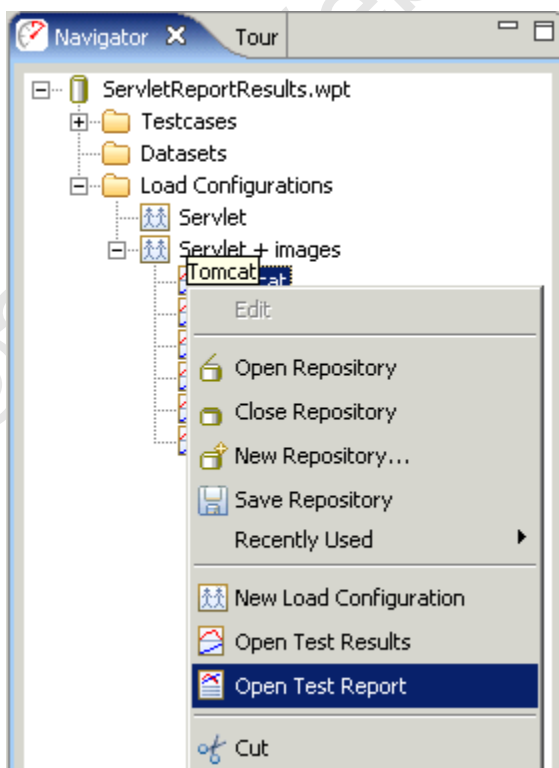 Navigator Tour
ServletReportResults.wpt
Testcases
Datasets
Load Configurations
Servlet
Servlet + images
Tomcat
Edit
Open Repository
Close Repository
New Repository...
Save Repository
Recently Used
New Load Configuration
Open Test Results
Open Test Report
Cut